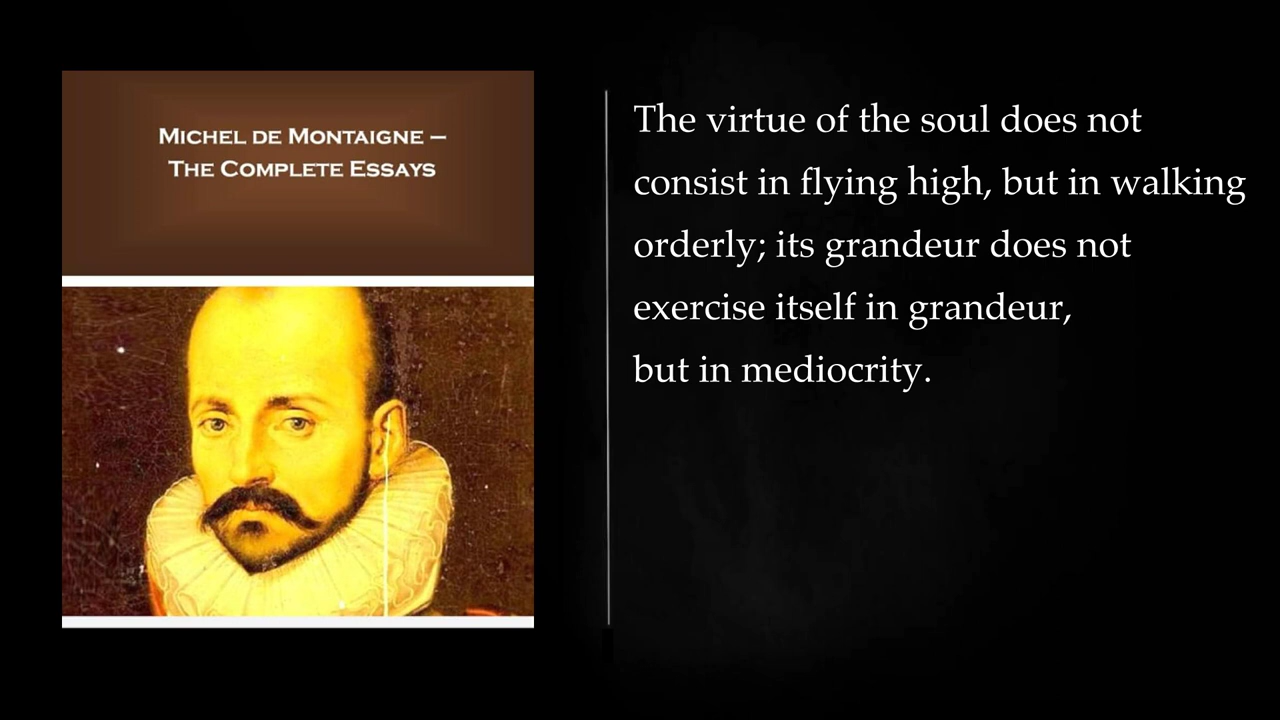 MICHEL DE MONTAIGNE –
THE COMPLETE ESSAYS
The virtue of the soul does not
consist in flying high, but in walking
orderly; its grandeur does not
exercise itself in grandeur,
but in mediocrity.